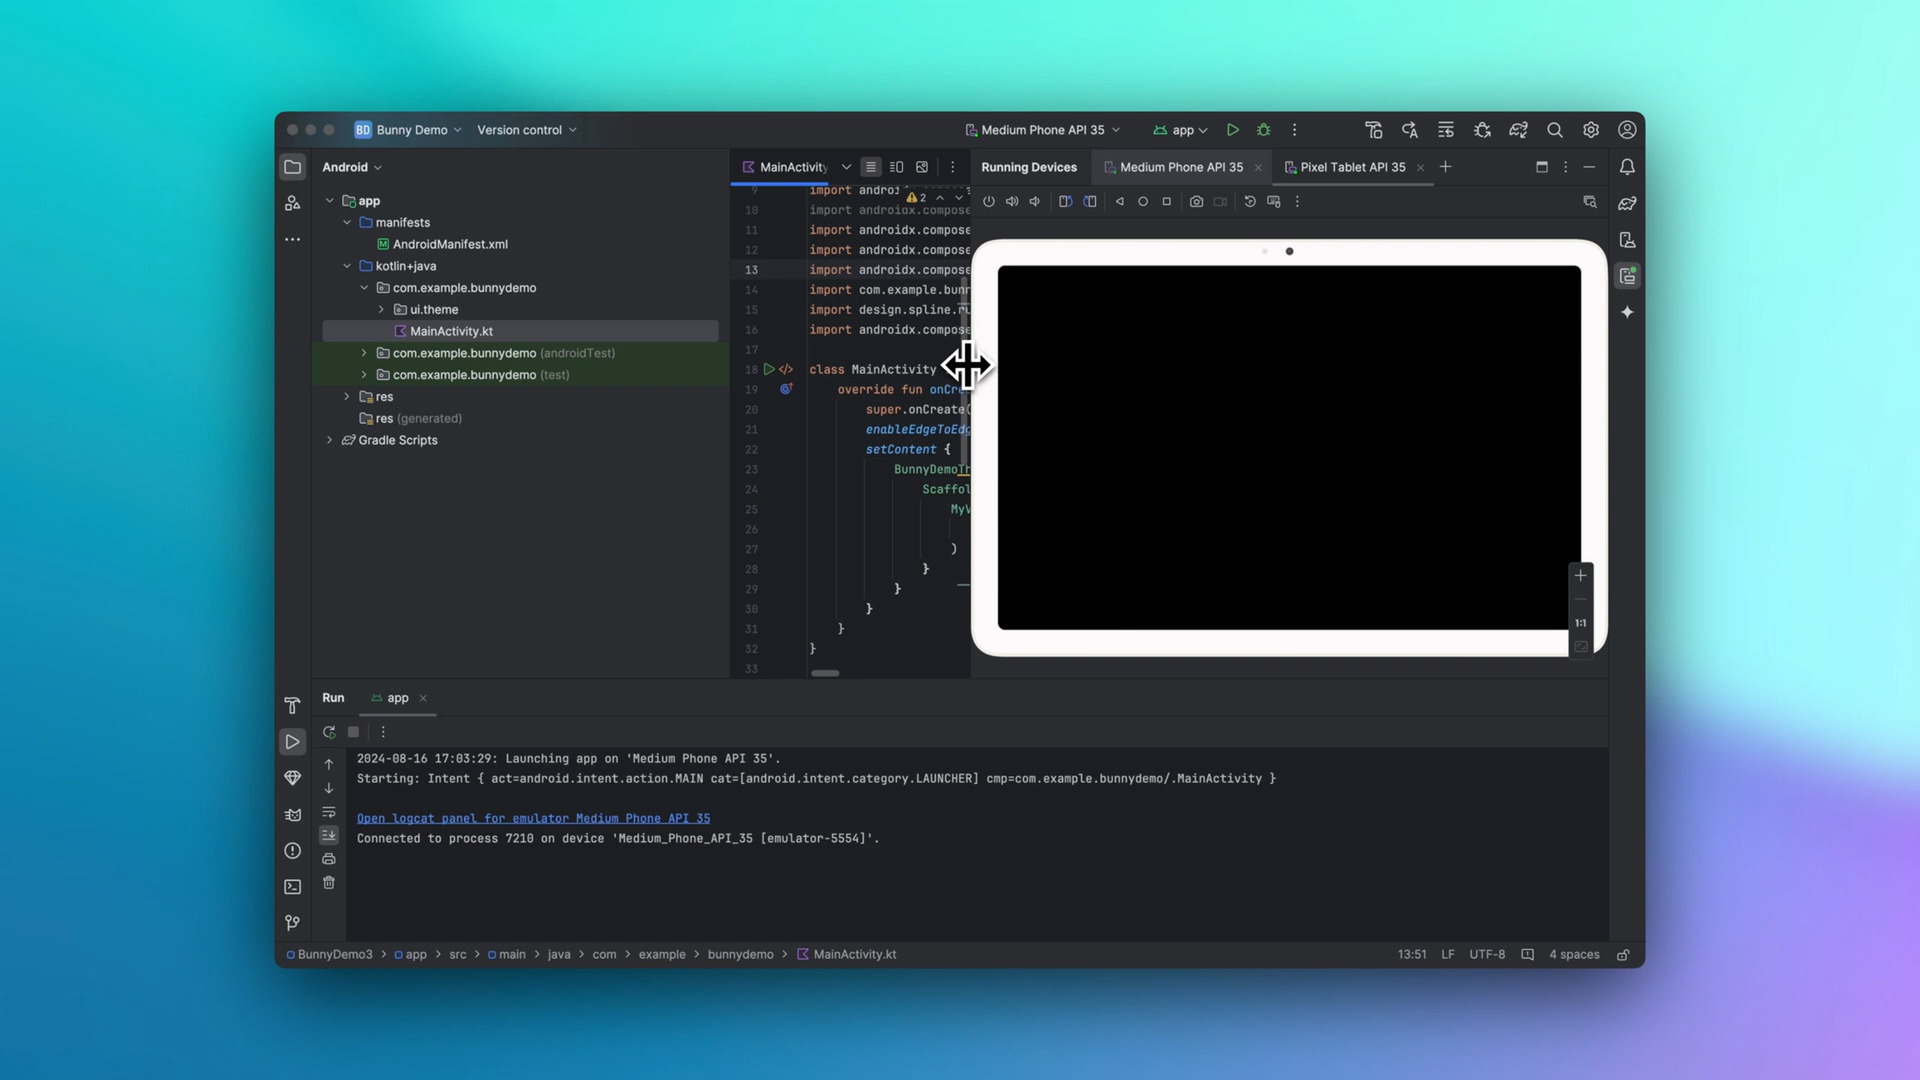 BD Bunny Demo Version control Medium Phone API 35 app
Android
app
manifests
AndroidManifest.xml
kotlin+java
com.example.bunnydemo
ui.theme
MainActivity.kt
com.example.bunnydemo (androidTest)
com.example.bunnydemo (test)
res
res (generated)
Gradle Scripts
MainActivity
2
9 import androi
10 import androidx.compose
11 import androidx.compose
12 import androidx.compose
13 import androidx.compose
14 import com.example.bunn
15 import design.spline.ru
16 import androidx.compose
17
18 class MainActivity
19 override fun onCre
20 super.onCreate(
21 enableEdgeToEdg
22 setContent {
23 BunnyDemoTh
24 Scaffol
25 MyV
26
27 )
28 }
29 }
30 }
31 }
32 }
33
Running Devices Medium Phone API 35 Pixel Tablet API 35
1:1
Run app
2024-08-16 17:03:29: Launching app on 'Medium Phone API 35'.
Starting: Intent { act=android.intent.action.MAIN cat=[android.intent.category.LAUNCHER] cmp=com.example.bunnydemo/.MainActivity }
Open logcat panel for emulator Medium Phone API 35
Connected to process 7210 on device 'Medium_Phone_API_35 [emulator-5554]'.
BunnyDemo3 > app > src > main > java > com > example > bunnydemo > MainActivity.kt 13:51 LF UTF-8 4 spaces